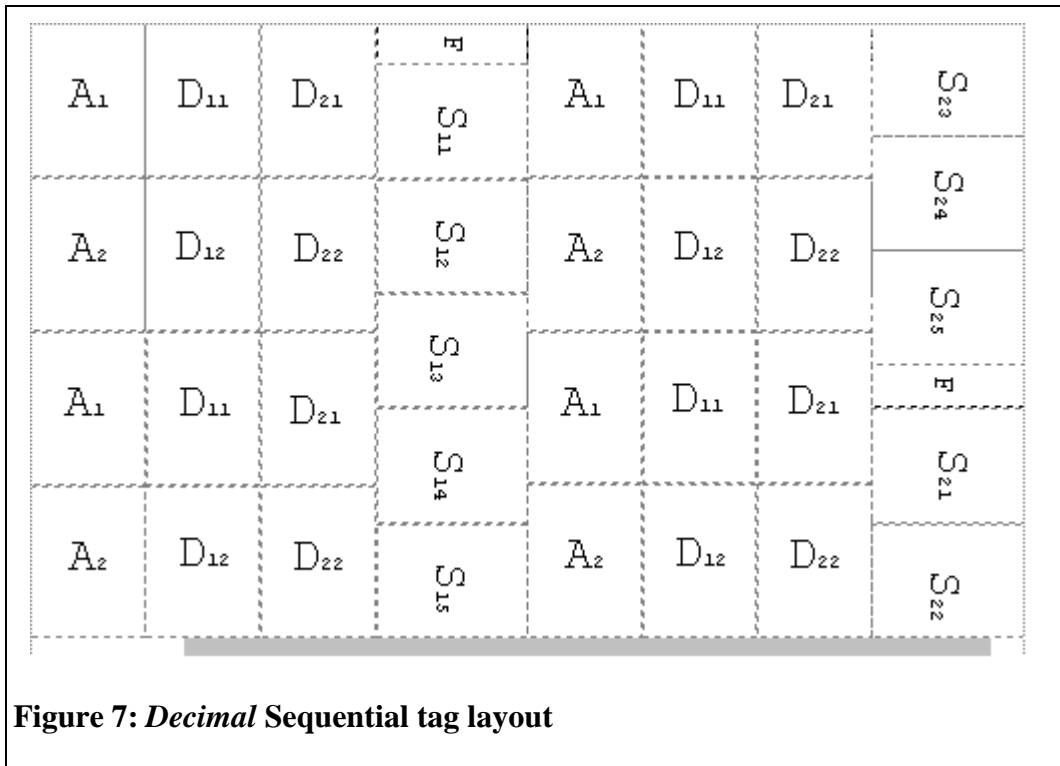 A₁ D₁₁ D₂₁ F A₁ D₁₁ D₂₁ S₂₃
S₁₁
S₂₄
A₂ D₁₂ D₂₂ S₁₂ A₂ D₁₂ D₂₂
S₂₅
S₁₃
F
A₁ D₁₁ D₂₁ A₁ D₁₁ D₂₁
S₁₄ S₂₁
A₂ D₁₂ D₂₂ S₁₅ A₂ D₁₂ D₂₂ S₂₂
Figure 7: Decimal Sequential tag layout